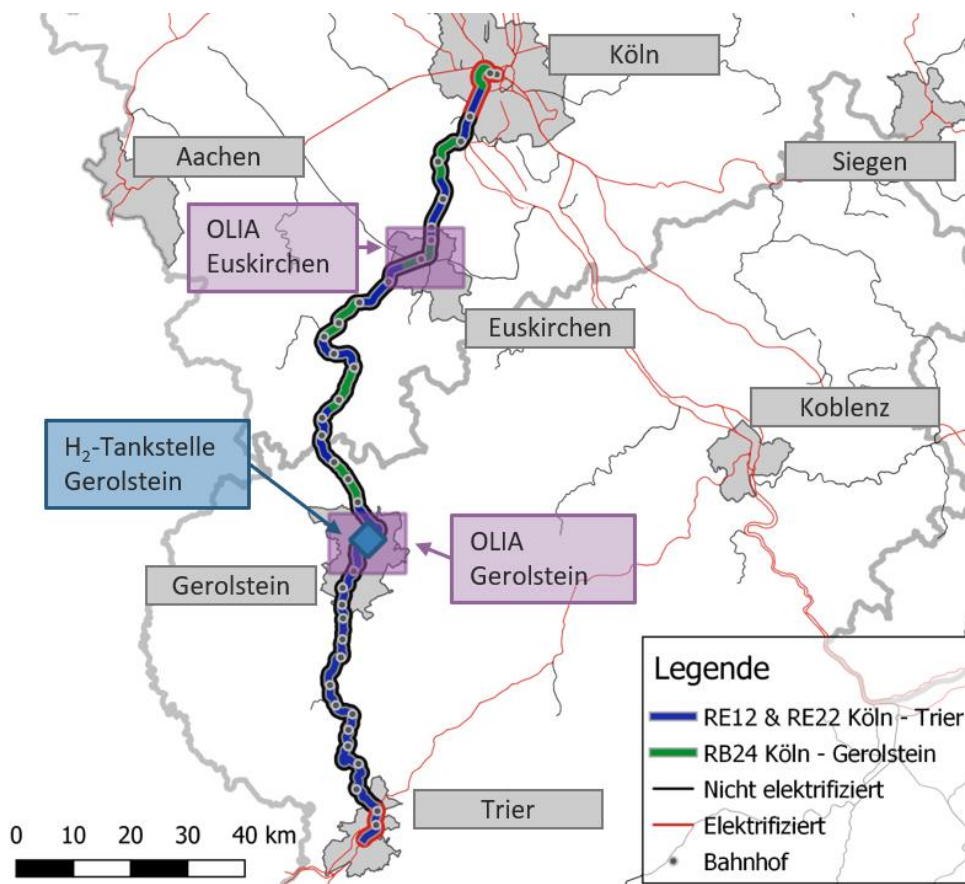 Köln
Aachen
Siegen
OLIA
Euskirchen
Euskirchen
Koblenz
H₂-Tankstelle
Gerolstein
OLIA
Gerolstein
Gerolstein
Legende
RE12 & RE22 Köln - Trier
RB24 Köln - Gerolstein
Nicht elektrifiziert
Elektrifiziert
Bahnhof
Trier
0 10 20 30 40 km